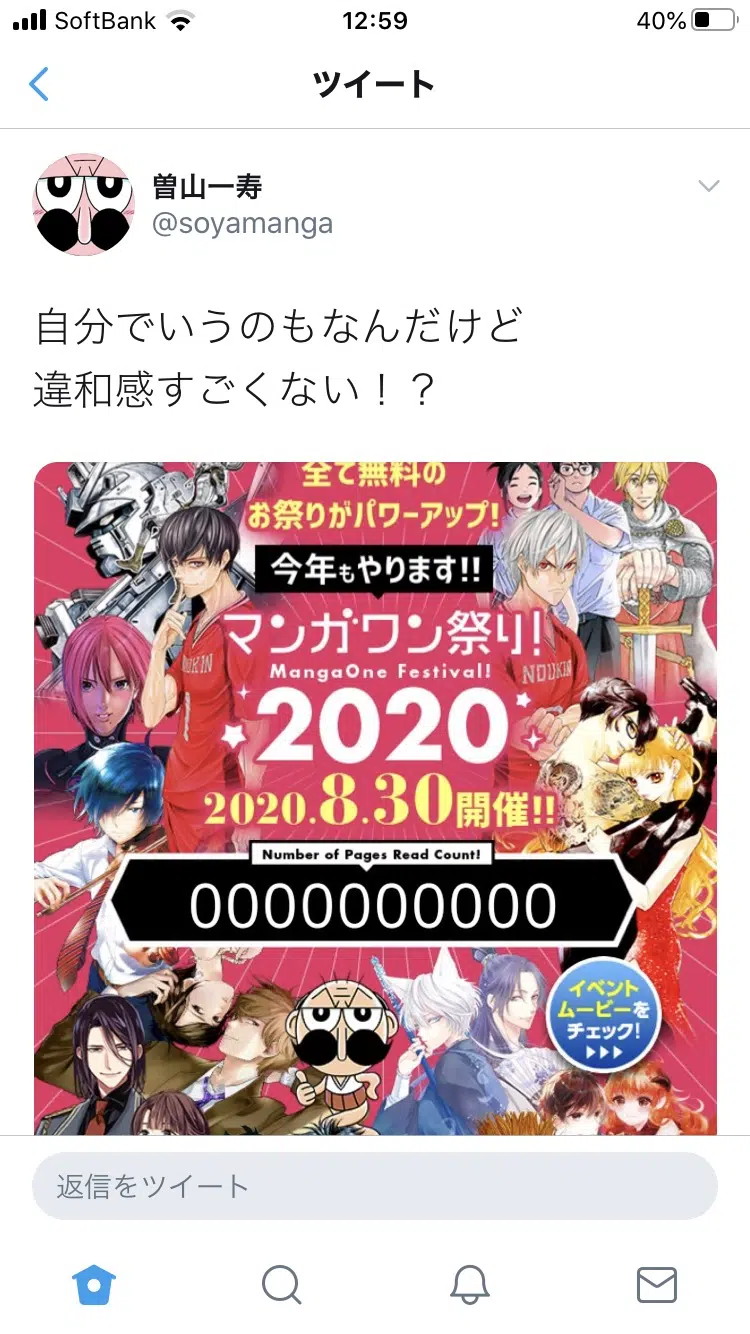 SoftBank 12:59 40%
ツイート
曽山一寿
@soyamanga
自分でいうのもなんだけど
違和感すごくない！？
全て無料の
お祭りがパワーアップ!
今年もやります!!
マンガワン祭り!
MangaOne Festival!
NOUKIN
2020
2020.8.30開催!!
Number of Pages Read Count!
0000000000
イベント
ムービーを
チェック!
返信をツイート